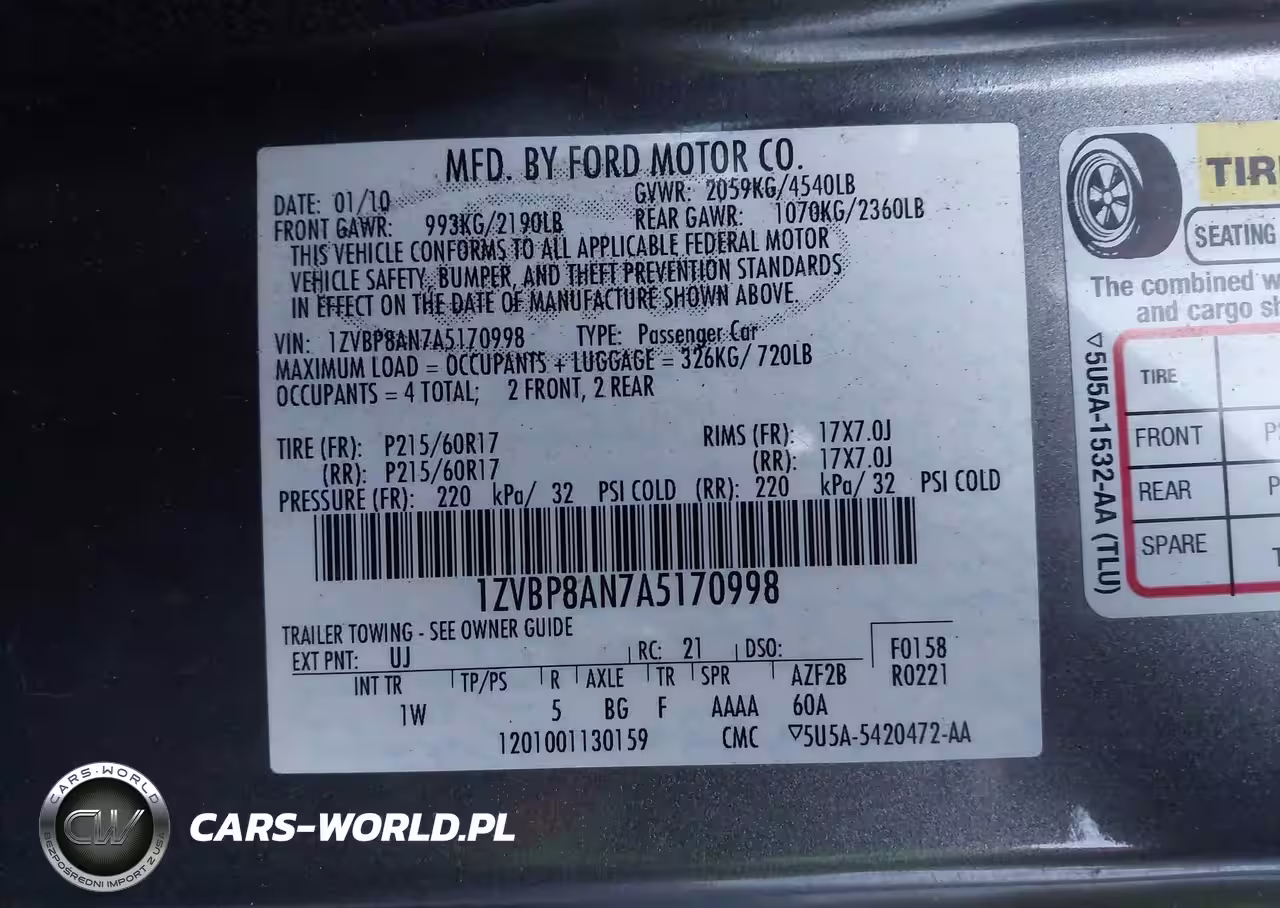 MFD. BY FORD MOTOR CO.
DATE: 01/10
GVWR: 2059KG/4540LB
FRONT GAWR: 993KG/2190LB
REAR GAWR: 1070KG/2360LB
THIS VEHICLE CONFORMS TO ALL APPLICABLE FEDERAL MOTOR
VEHICLE SAFETY, BUMPER, AND THEFT PREVENTION STANDARDS
IN EFFECT ON THE DATE OF MANUFACTURE SHOWN ABOVE.
VIN: 1ZVBP8AN7A5170998 TYPE: Passenger Car
MAXIMUM LOAD = OCCUPANTS + LUGGAGE = 326KG/ 720LB
OCCUPANTS = 4 TOTAL; 2 FRONT, 2 REAR
TIRE (FR): P215/60R17 RIMS (FR): 17X7.0J
(RR): P215/60R17 (RR): 17X7.0J
PRESSURE (FR): 220 kPa/ 32 PSI COLD (RR): 220 kPa/ 32 PSI COLD
1ZVBP8AN7A5170998
TRAILER TOWING - SEE OWNER GUIDE
EXT PNT: UJ RC: 21 DSO: F0158
INT TR TP/PS R AXLE TR SPR AZF2B R0221
1W 5 BG F AAAA 60A
1201001130159 CMC ▽5U5A-5420472-AA
TIR
SEATING
The combined w
and cargo sh
▽5U5A-1532-AA (TLU)
TIRE
FRONT P
REAR P
SPARE T
CARS-WORLD
CW
BEZPOŚREDNI IMPORT Z USA
CARS-WORLD.PL